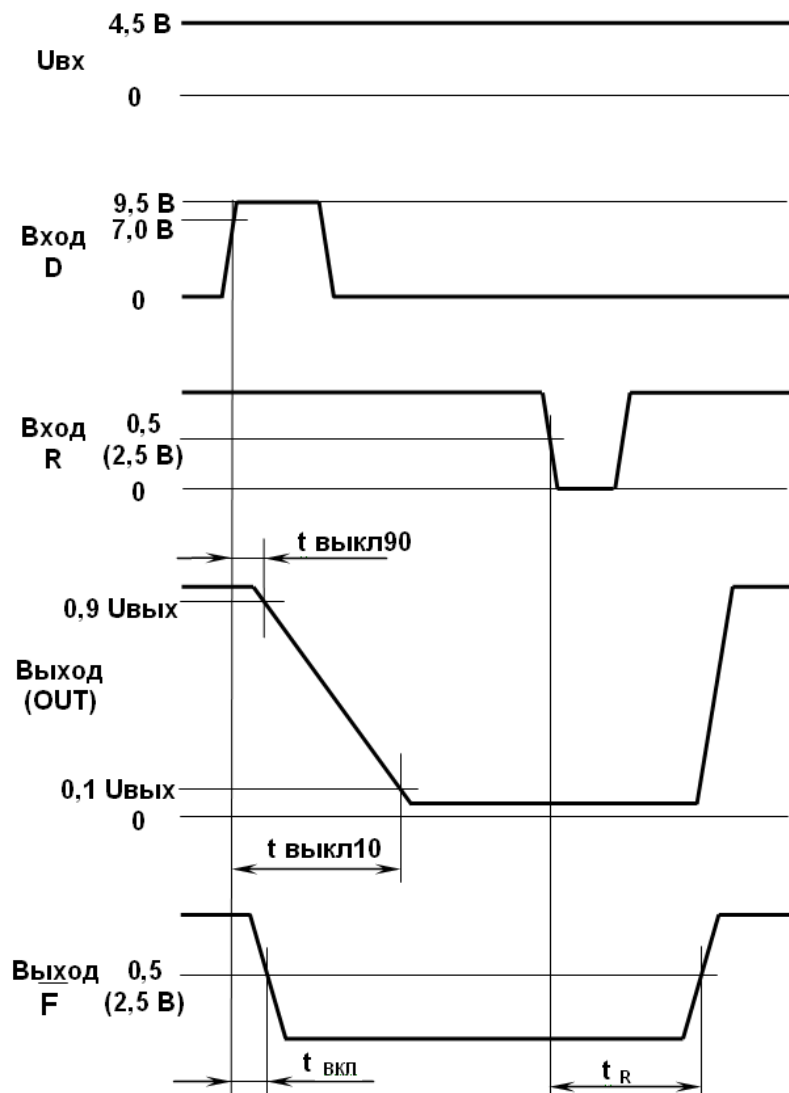 4,5 В
Uвх
0
9,5 В
7,0 В
Вход
D
0
Вход
R
0,5
(2,5 В)
0
t выкл90
0,9 Uвых
Выход
(OUT)
0,1 Uвых
0
t выкл10
Выход
F
0,5
(2,5 В)
t вкл
t R